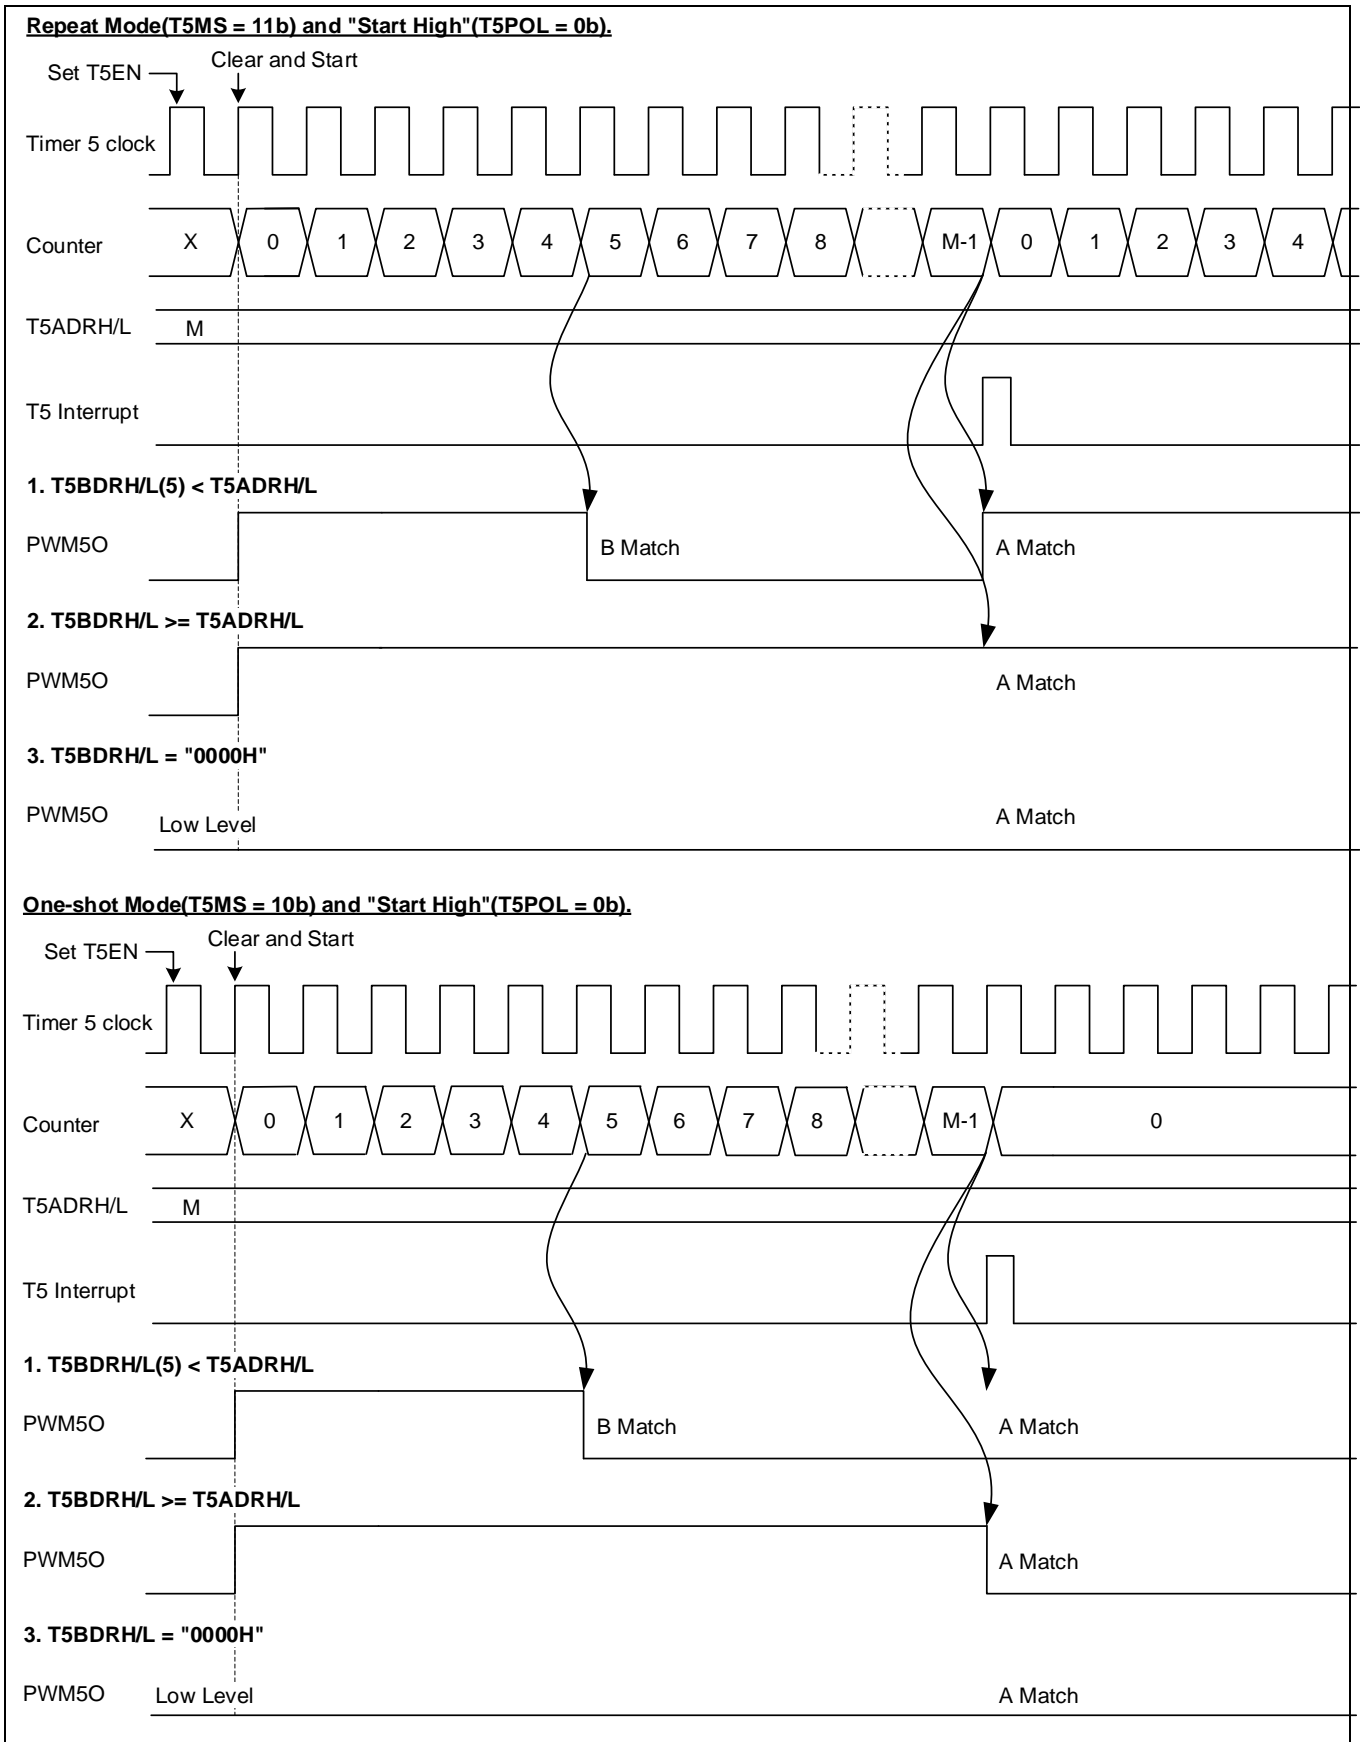 Repeat Mode(T5MS = 11b) and "Start High"(T5POL = 0b).
Set T5EN
Clear and Start
Timer 5 clock
Counter X 0 1 2 3 4 5 6 7 8 M-1 0 1 2 3 4
T5ADRH/L M
T5 Interrupt
1. T5BDRH/L(5) < T5ADRH/L
PWM5O B Match A Match
2. T5BDRH/L >= T5ADRH/L
PWM5O A Match
3. T5BDRH/L = "0000H"
PWM5O Low Level A Match
One-shot Mode(T5MS = 10b) and "Start High"(T5POL = 0b).
Set T5EN
Clear and Start
Timer 5 clock
Counter X 0 1 2 3 4 5 6 7 8 M-1 0
T5ADRH/L M
T5 Interrupt
1. T5BDRH/L(5) < T5ADRH/L
PWM5O B Match A Match
2. T5BDRH/L >= T5ADRH/L
PWM5O A Match
3. T5BDRH/L = "0000H"
PWM5O Low Level A Match